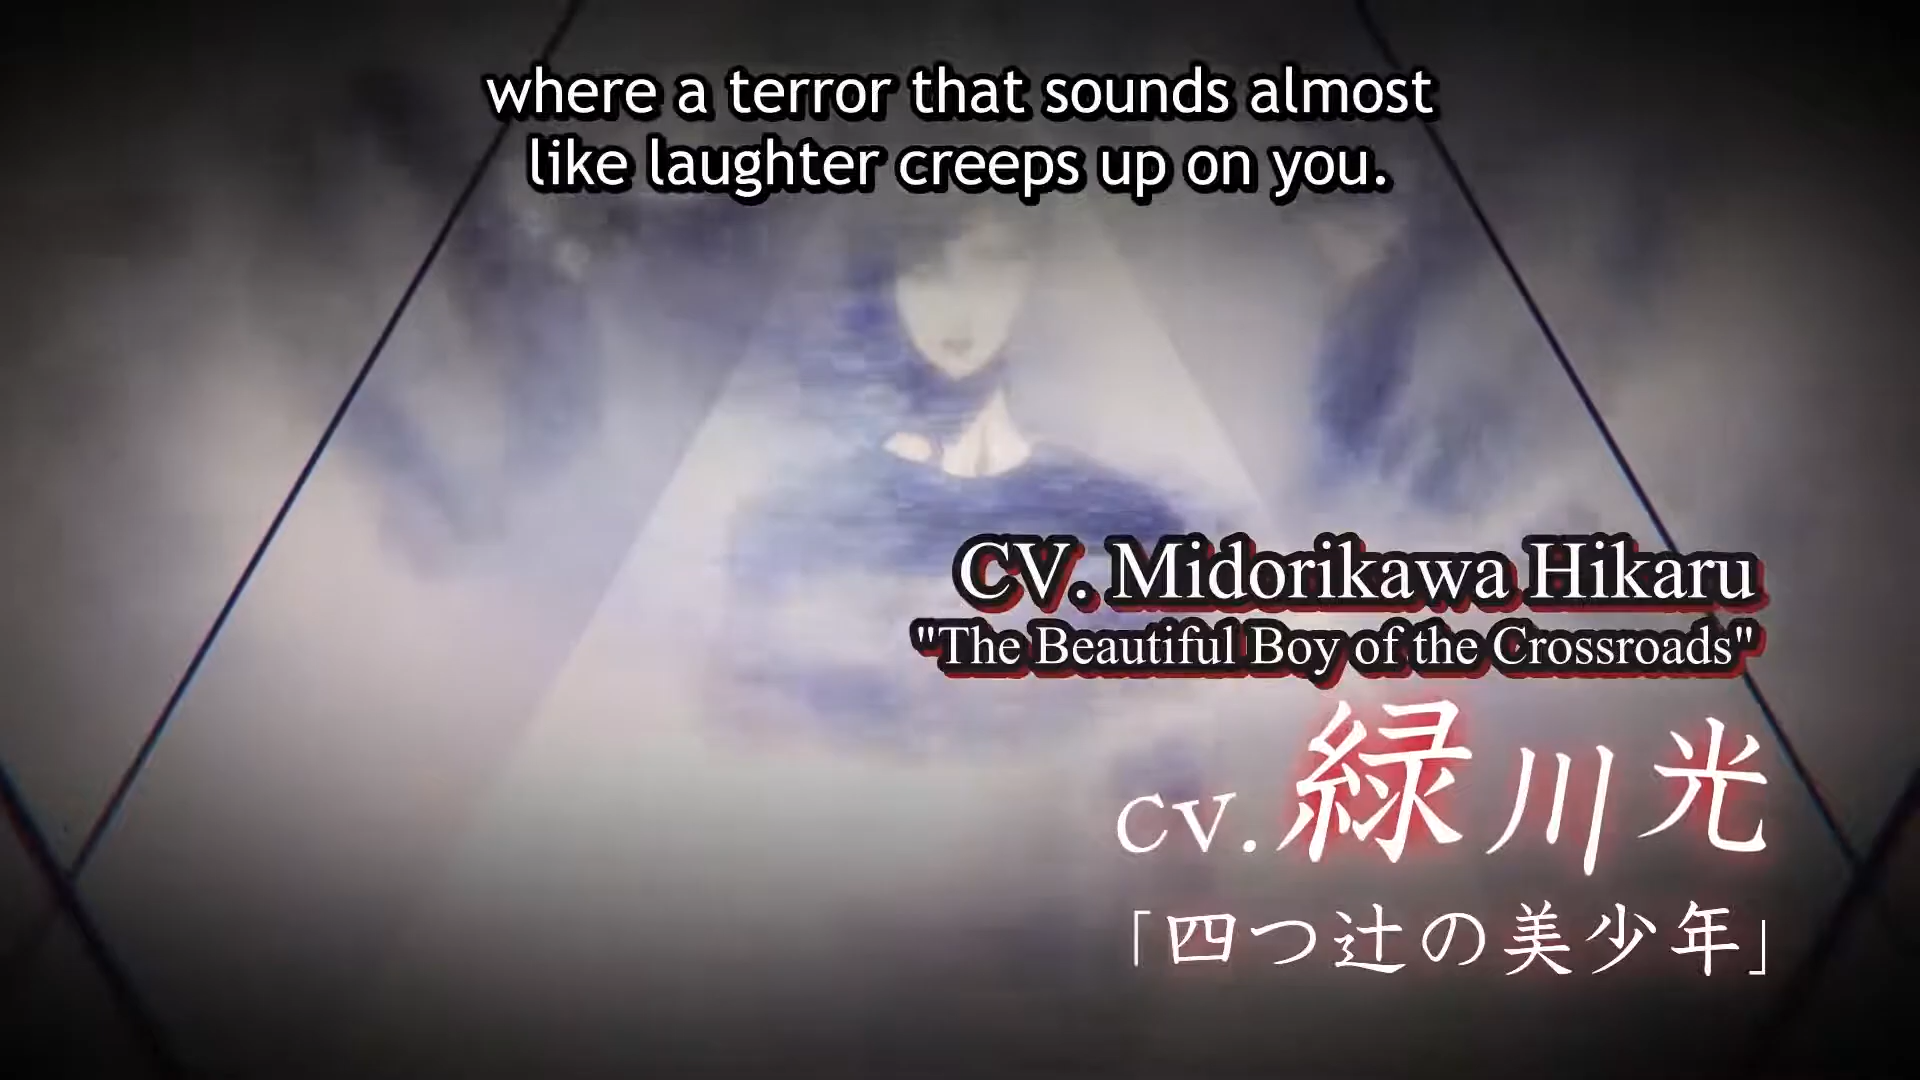 where a terror that sounds almost
like laughter creeps up on you.
CV. Midorikawa Hikaru
"The Beautiful Boy of the Crossroads"
CV.緑川光
「四つ辻の美少年」